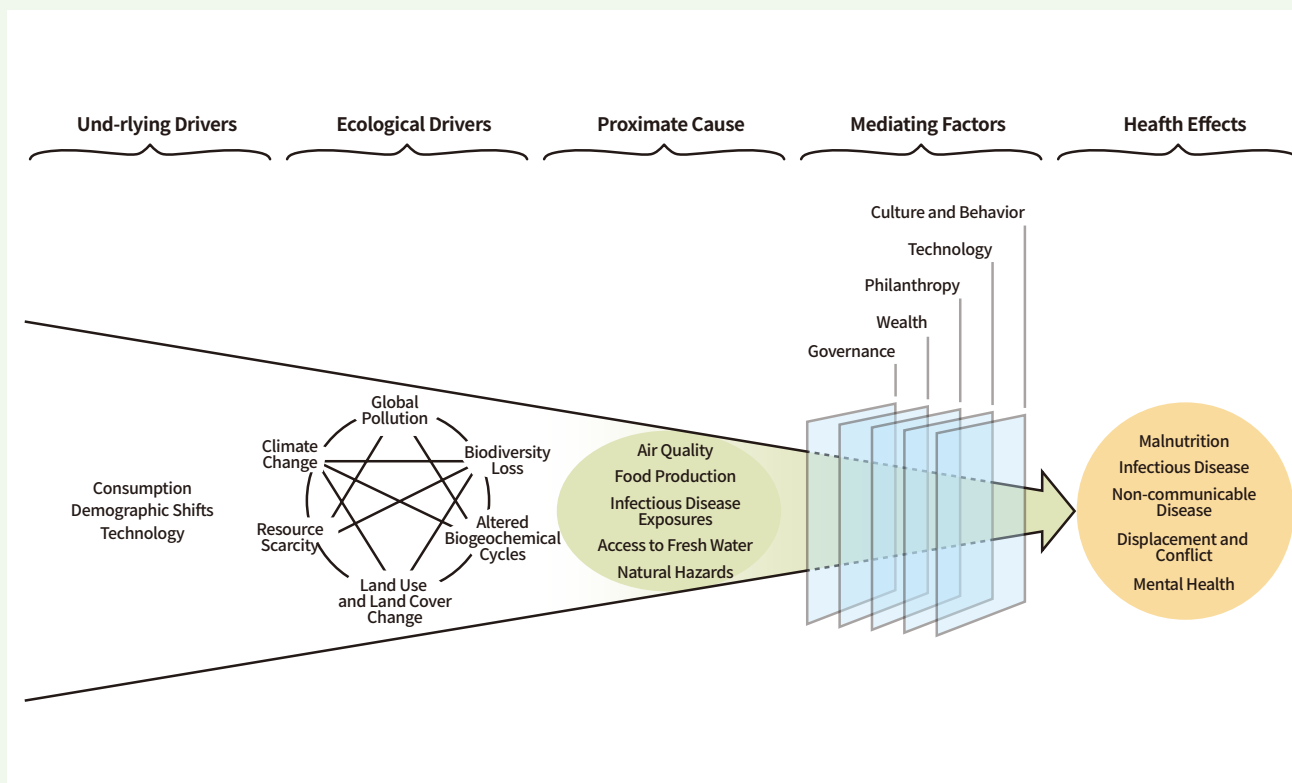 Und-rlying Drivers
Ecological Drivers
Proximate Cause
Mediating Factors
Heafth Effects
Culture and Behavior
Technology
Philanthropy
Wealth
Governance
Consumption
Demographic Shifts
Technology
Global
Pollution
Climate
Change
Biodiversity
Loss
Resource
Scarcity
Altered
Biogeochemical
Cycles
Land Use
and Land Cover
Change
Air Quality
Food Production
Infectious Disease
Exposures
Access to Fresh Water
Natural Hazards
Malnutrition
Infectious Disease
Non-communicable
Disease
Displacement and
Conflict
Mental Health